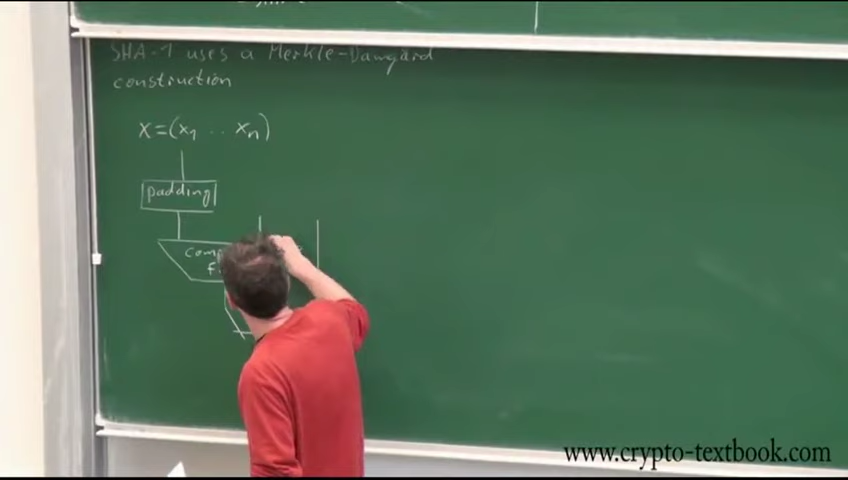 SHA-1 uses a Merkle-Damgård
construction
X=(x1 .. xn)
padding
www.crypto-textbook.com